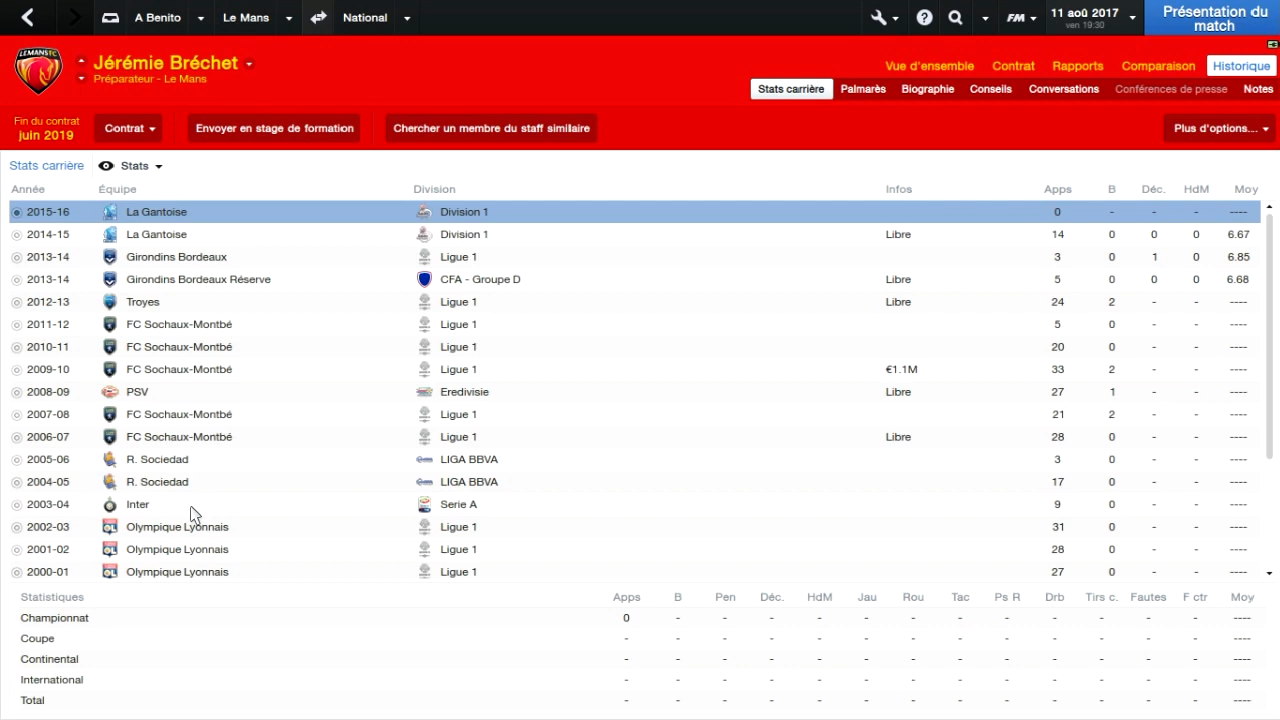 A Benito Le Mans National FM 11 aoû 2017 ven 19:30 Présentation du match
LEMANSFC
Jérémie Bréchet
Préparateur - Le Mans
Vue d'ensemble Contrat Rapports Comparaison Historique
Stats carrière Palmarès Biographie Conseils Conversations Conférences de presse Notes
Fin du contrat juin 2019 Contrat Envoyer en stage de formation Chercher un membre du staff similaire Plus d'options....
Stats carrière Stats
Année Équipe Division Infos Apps B Déc. HdM Moy
2015-16 La Gantoise Division 1 0 - - - ----
2014-15 La Gantoise Division 1 Libre 14 0 0 0 6.67
2013-14 Girondins Bordeaux Ligue 1 3 0 1 0 6.85
2013-14 Girondins Bordeaux Réserve CFA - Groupe D Libre 5 0 0 0 6.68
2012-13 Troyes Ligue 1 Libre 24 2 - - ----
2011-12 FC Sochaux-Montbé Ligue 1 5 0 - - ----
2010-11 FC Sochaux-Montbé Ligue 1 20 0 - - ----
2009-10 FC Sochaux-Montbé Ligue 1 €1.1M 33 2 - - ----
2008-09 PSV Eredivisie Libre 27 1 - - ----
2007-08 FC Sochaux-Montbé Ligue 1 21 2 - - ----
2006-07 FC Sochaux-Montbé Ligue 1 Libre 28 0 - - ----
2005-06 R. Sociedad LIGA BBVA 3 0 - - ----
2004-05 R. Sociedad LIGA BBVA 17 0 - - ----
2003-04 Inter Serie A 9 0 - - ----
2002-03 Olympique Lyonnais Ligue 1 31 0 - - ----
2001-02 Olympique Lyonnais Ligue 1 28 0 - - ----
2000-01 Olympique Lyonnais Ligue 1 27 0 - - ----
Statistiques Apps B Pen Déc. HdM Jau Rou Tac Ps R Drb Tirs c. Fautes F ctr Moy
Championnat 0 - - - - - - - - - - - - ----
Coupe - - - - - - - - - - - - - ----
Continental - - - - - - - - - - - - - ----
International - - - - - - - - - - - - - ----
Total - - - - - - - - - - - - - ----